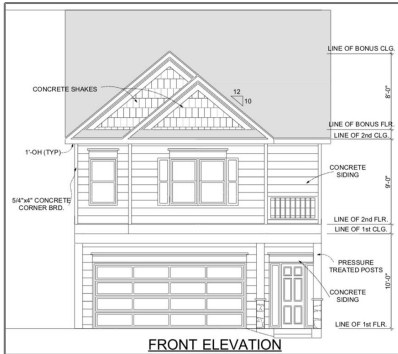 LINE OF BONUS CLG.
CONCRETE SHAKES
12
10
8'-0"
LINE OF BONUS FLR.
LINE OF 2nd CLG.
1'-OH (TYP)
CONCRETE
SIDING
9'-0"
5/4"x4" CONCRETE
CORNER BRD.
LINE OF 2nd FLR.
LINE OF 1st CLG.
PRESSURE
TREATED POSTS
10'-0"
CONCRETE
SIDING
LINE OF 1st FLR.
FRONT ELEVATION